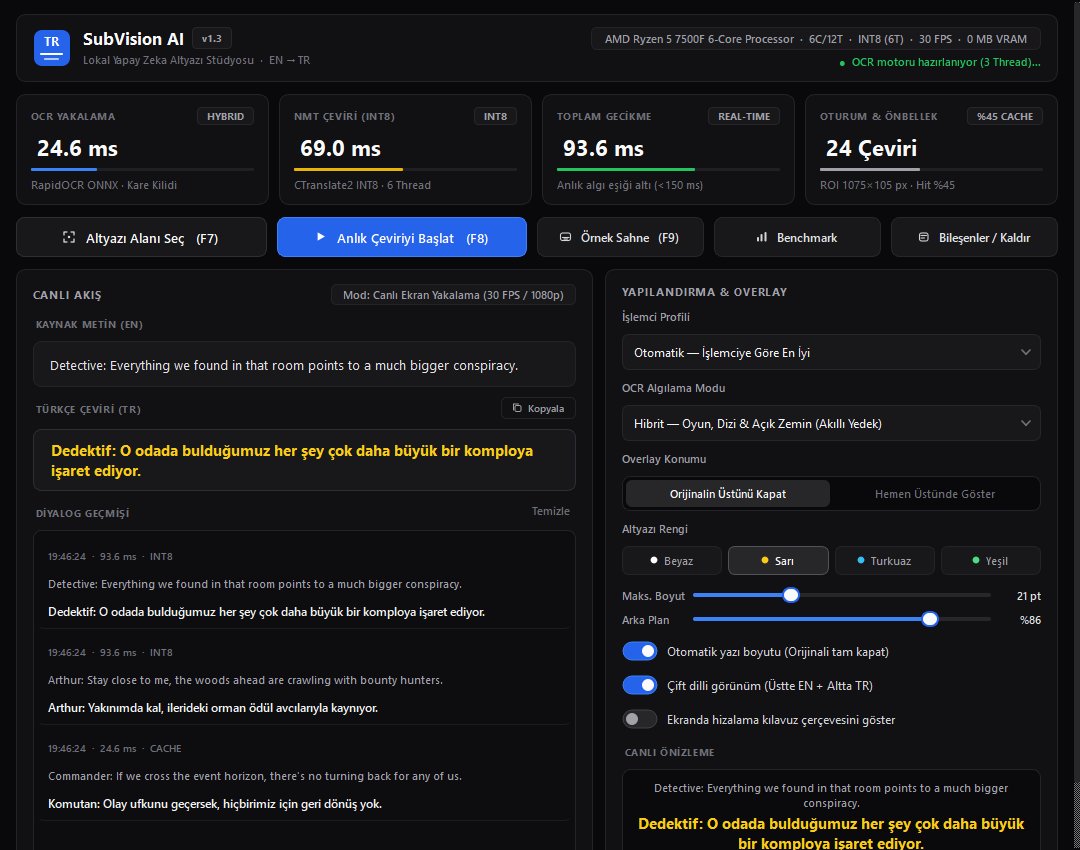 TR
SubVision AI
v1.3
Lokal Yapay Zeka Altyazı Stüdyosu · EN → TR
AMD Ryzen 5 7500F 6-Core Processor · 6C/12T · INT8 (6T) · 30 FPS · 0 MB VRAM
OCR motoru hazırlanıyor (3 Thread)...
OCR YAKALAMA
HYBRID
24.6 ms
RapidOCR ONNX · Kare Kilidi
NMT ÇEVİRİ (INT8)
INT8
69.0 ms
CTranslate2 INT8 · 6 Thread
TOPLAM GECİKME
REAL-TIME
93.6 ms
Anlık algı eşiği altı (<150 ms)
OTURUM & ÖNBELLEK
%45 CACHE
24 Çeviri
ROI 1075×105 px · Hit %45
Altyazı Alanı Seç (F7)
Anlık Çeviriyi Başlat (F8)
Örnek Sahne (F9)
Benchmark
Bileşenler / Kaldır
CANLI AKIŞ
Mod: Canlı Ekran Yakalama (30 FPS / 1080p)
KAYNAK METİN (EN)
Detective: Everything we found in that room points to a much bigger conspiracy.
TÜRKÇE ÇEVİRİ (TR)
Kopyala
Dedektif: O odada bulduğumuz her şey çok daha büyük bir komploya
işaret ediyor.
DİYALOG GEÇMİŞİ
Temizle
19:46:24 · 93.6 ms · INT8
Detective: Everything we found in that room points to a much bigger conspiracy.
Dedektif: O odada bulduğumuz her şey çok daha büyük bir komploya işaret ediyor.
19:46:24 · 93.6 ms · INT8
Arthur: Stay close to me, the woods ahead are crawling with bounty hunters.
Arthur: Yakınımda kal, ilerideki orman ödül avcılarıyla kaynıyor.
19:46:24 · 24.6 ms · CACHE
Commander: If we cross the event horizon, there's no turning back for any of us.
Komutan: Olay ufkunu geçersek, hiçbirimiz için geri dönüş yok.
YAPILANDIRMA & OVERLAY
İşlemci Profili
Otomatik — İşlemciye Göre En İyi
OCR Algılama Modu
Hibrit — Oyun, Dizi & Açık Zemin (Akıllı Yedek)
Overlay Konumu
Orijinalin Üstünü Kapat
Hemen Üstünde Göster
Altyazı Rengi
Beyaz
Sarı
Turkuaz
Yeşil
Maks. Boyut
21 pt
Arka Plan
%86
Otomatik yazı boyutu (Orijinali tam kapat)
Çift dilli görünüm (Üstte EN + Altta TR)
Ekranda hizalama kılavuz çerçevesini göster
CANLI ÖNİZLEME
Detective: Everything we found in that room points to a much bigger
conspiracy.
Dedektif: O odada bulduğumuz her şey çok daha büyük
bir komploya işaret ediyor.